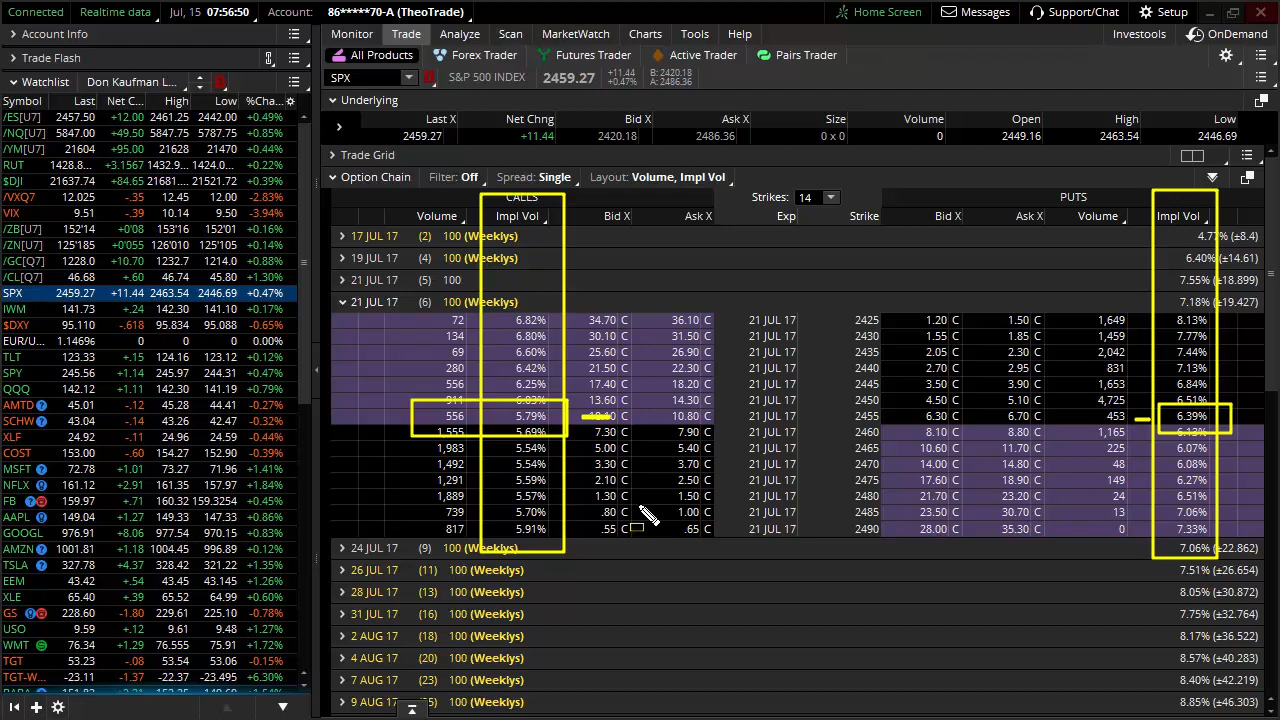 Connected Realtime data Jul, 15 07:56:50 Account: 86****70-A (TheoTrade) Home Screen Messages Support/Chat Setup
Account Info
Trade Flash
Watchlist Don Kaufman L...
Symbol Last Net C... High Low %Cha...
/ES[U7] 2457.50 +12.00 2461.25 2442.00 +0.49%
/NQ[U7] 5847.00 +49.50 5847.75 5787.75 +0.85%
/YM[U7] 21604 +95.00 21628 21470 +0.44%
RUT 1428.8... +3.1567 1432.9... 1424.0... +0.22%
$DJI 21637.74 +84.65 21681.... 21521.72 +0.39%
/VXQ7 12.025 -.35 12.45 12.00 -2.83%
VIX 9.51 -.39 10.14 9.50 -3.94%
/ZB[U7] 152'14 +0'08 153'16 152'01 +0.16%
/ZN[U7] 125'185 +0'055 126'010 125'145 +0.14%
/GC[Q7] 1228.0 +10.70 1232.7 1214.0 +0.88%
/CL[Q7] 46.68 +.60 46.74 45.80 +1.30%
SPX 2459.27 +11.44 2463.54 2446.69 +0.47%
IWM 141.73 +.24 142.30 141.10 +0.17%
$DXY 95.110 -.618 95.834 95.088 -0.65%
EUR/U... 1.14696 0 0 0 0.00%
TLT 123.33 +.15 124.16 123.12 +0.12%
SPY 245.56 +1.14 245.97 244.31 +0.47%
QQQ 142.12 +1.11 142.30 141.19 +0.79%
AMTD 45.01 -.12 45.28 44.41 -0.27%
SCHW 43.04 -.14 43.26 42.47 -0.32%
XLF 24.92 -.11 24.96 24.59 -0.44%
COST 153.00 -.60 154.27 152.90 -0.39%
MSFT 72.78 +1.01 73.27 71.96 +1.41%
NFLX 161.12 +2.91 161.35 157.70 +0.00%
FB 159.97 +.71 160.32 159.3254 +0.45%
AAPL 149.04 +1.27 149.33 147.33 +0.00%
GOOGL 976.91 +8.06 977.54 965.41 +0.83%
AMZN 1001.81 +1.18 1004.45 996.89 +0.12%
TSLA 327.78 +4.37 328.42 321.22 +1.35%
EEM 43.42 +.54 43.45 43.145 +1.26%
XLE 65.40 +.39 65.52 64.99 +0.60%
GS 228.60 -1.80 229.61 225.10 -0.78%
USO 9.59 +.12 9.61 9.48 +1.27%
WMT 76.34 +1.29 76.555 75.91 +1.72%
TGT 53.23 -.08 53.54 53.06 -0.15%
TGT-W... -23.11 -1.37 -22.37 -23.495 +6.30%
Monitor Trade Analyze Scan MarketWatch Charts Tools Help Investools OnDemand
All Products Forex Trader Futures Trader Active Trader Pairs Trader
SPX S&P 500 INDEX 2459.27 +11.44 +0.47% B: 2420.18 A: 2486.36
Underlying
Last X Net Chng Bid X Ask X Size Volume Open High Low
2459.27 +11.44 2420.18 2486.36 0 x 0 0 2449.16 2463.54 2446.69
Trade Grid
Option Chain Filter: Off Spread: Single Layout: Volume, Impl Vol
CALLS Strikes: 14 PUTS
Volume Impl Vol Bid X Ask X Exp Strike Bid X Ask X Volume Impl Vol
17 JUL 17 (2) 100 (Weeklys) 4.77% (±8.4)
19 JUL 17 (4) 100 (Weeklys) 6.40% (±14.61)
21 JUL 17 (5) 100 7.55% (±18.899)
21 JUL 17 (6) 100 (Weeklys) 7.18% (±19.427)
72 6.82% 34.70 C 36.10 C 21 JUL 17 2425 1.20 C 1.50 C 1,649 8.13%
134 6.80% 30.10 C 31.50 C 21 JUL 17 2430 1.55 C 1.85 C 1,459 7.77%
69 6.60% 25.60 C 26.90 C 21 JUL 17 2435 2.05 C 2.30 C 2,042 7.44%
280 6.42% 21.50 C 22.30 C 21 JUL 17 2440 2.70 C 2.95 C 831 7.13%
556 6.25% 17.40 C 18.20 C 21 JUL 17 2445 3.50 C 3.90 C 1,653 6.84%
911 6.03% 13.60 C 14.30 C 21 JUL 17 2450 4.50 C 5.10 C 4,725 6.51%
556 5.79% C 10.80 C 21 JUL 17 2455 6.30 C 6.70 C 453 6.39%
1,555 5.69% 7.30 C 7.90 C 21 JUL 17 2460 8.10 C 8.80 C 1,165 6.13%
1,983 5.54% 5.00 C 5.40 C 21 JUL 17 2465 10.60 C 11.70 C 225 6.07%
1,492 5.54% 3.30 C 3.70 C 21 JUL 17 2470 14.00 C 14.80 C 48 6.08%
1,291 5.59% 2.10 C 2.50 C 21 JUL 17 2475 17.60 C 18.90 C 149 6.27%
1,889 5.57% 1.30 C 1.50 C 21 JUL 17 2480 21.70 C 23.20 C 24 6.51%
739 5.70% .80 C 1.00 C 21 JUL 17 2485 23.50 C 30.70 C 13 7.06%
817 5.91% .55 C .65 C 21 JUL 17 2490 28.00 C 35.30 C 0 7.33%
24 JUL 17 (9) 100 (Weeklys) 7.06% (±22.862)
26 JUL 17 (11) 100 (Weeklys) 7.51% (±26.654)
28 JUL 17 (13) 100 (Weeklys) 8.05% (±30.872)
31 JUL 17 (16) 100 (Weeklys) 7.75% (±32.764)
2 AUG 17 (18) 100 (Weeklys) 8.17% (±36.522)
4 AUG 17 (20) 100 (Weeklys) 8.57% (±40.283)
7 AUG 17 (23) 100 (Weeklys) 8.40% (±42.219)
9 AUG 17 (25) 100 (Weeklys) 8.85% (±46.303)